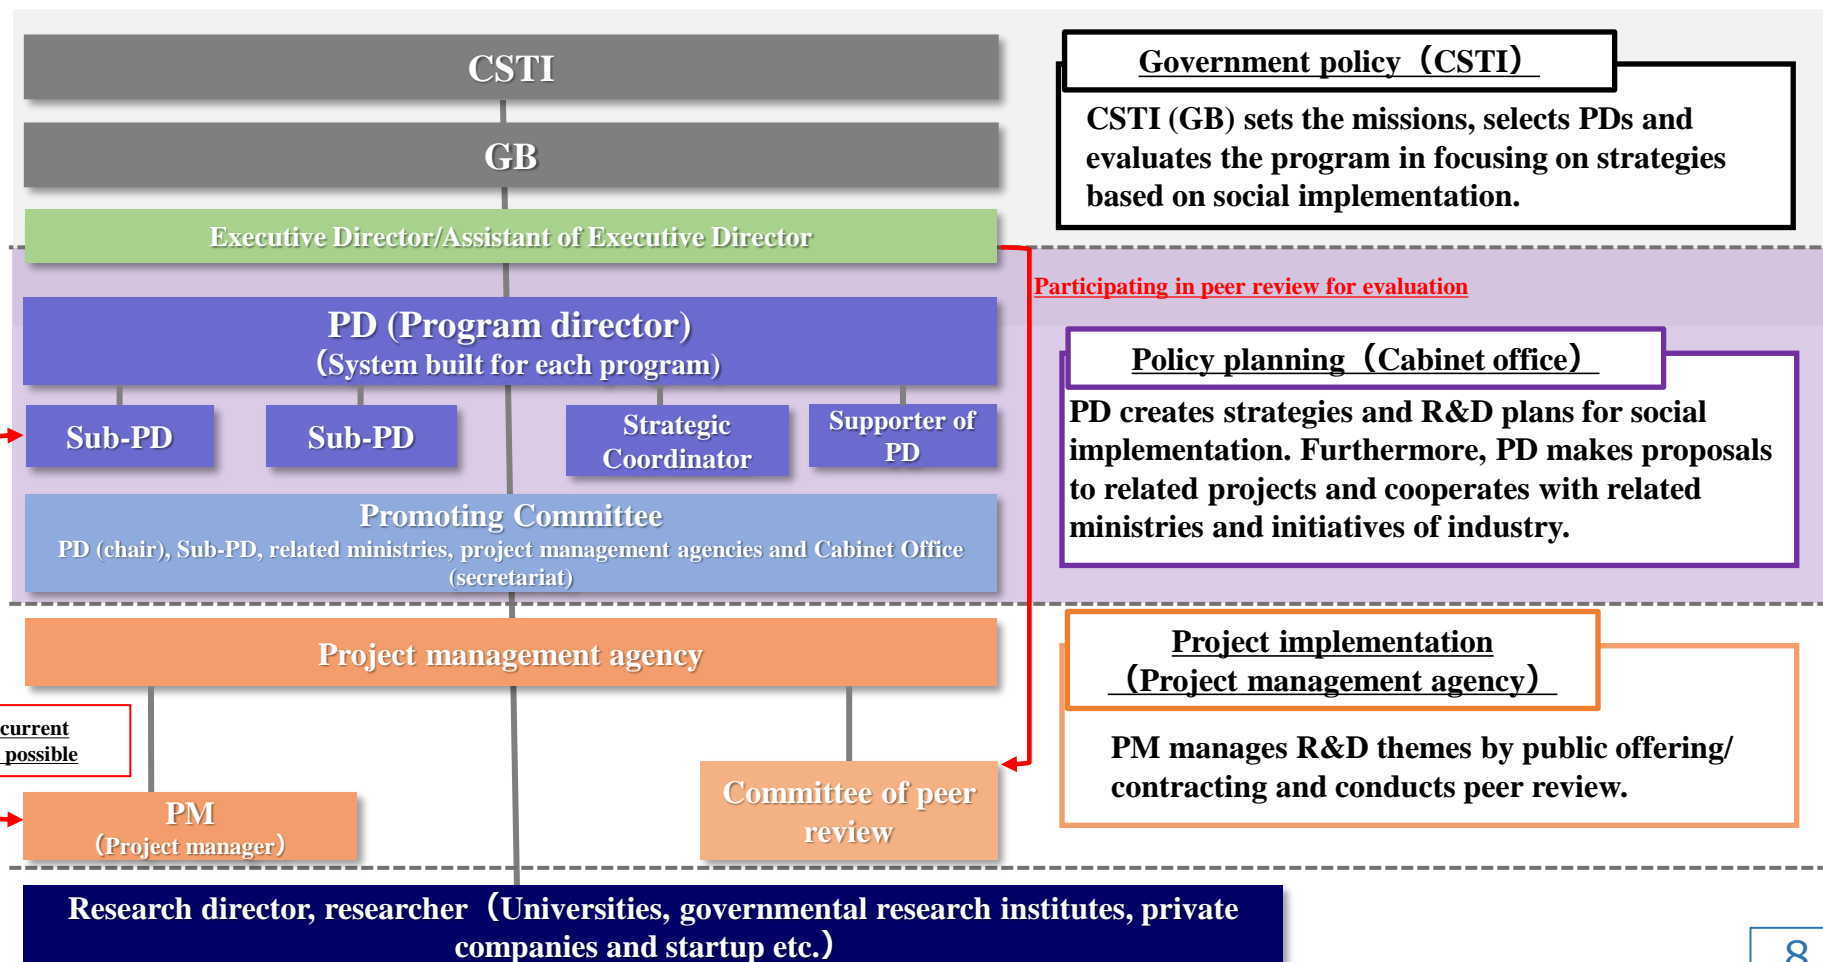 CSTI
GB
Executive Director/Assistant of Executive Director
Government policy（CSTI）
CSTI (GB) sets the missions, selects PDs and
evaluates the program in focusing on strategies
based on social implementation.
Participating in peer review for evaluation
PD (Program director)
（System built for each program)
Sub-PD
Sub-PD
Strategic
Coordinator
Supporter of
PD
Promoting Committee
PD (chair), Sub-PD, related ministries, project management agencies and Cabinet Office
(secretariat)
Policy planning（Cabinet office）
PD creates strategies and R&D plans for social
implementation. Furthermore, PD makes proposals
to related projects and cooperates with related
ministries and initiatives of industry.
Project management agency
current
possible
PM
（Project manager）
Committee of peer
review
Project implementation
（Project management agency）
PM manages R&D themes by public offering/
contracting and conducts peer review.
Research director, researcher（Universities, governmental research institutes, private
companies and startup etc.）
8